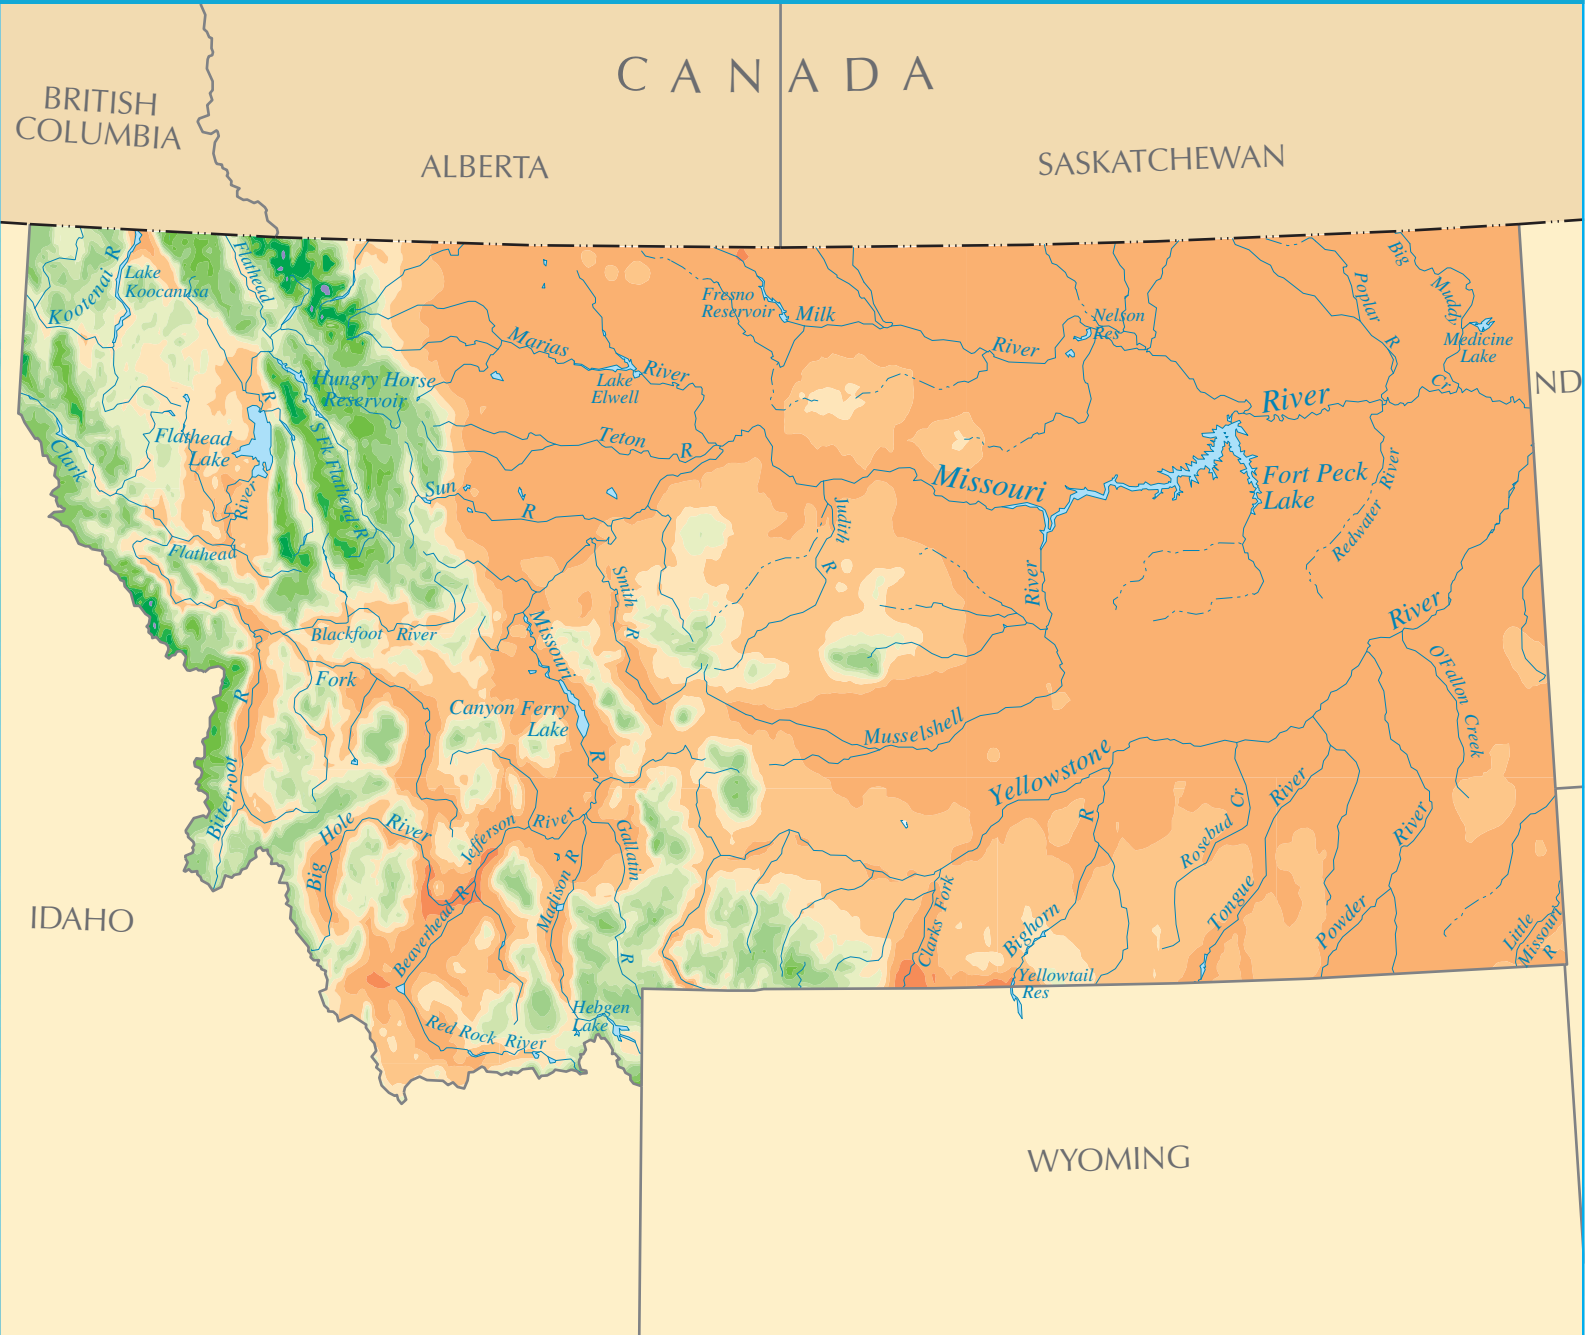 CANADA
BRITISH
COLUMBIA
ALBERTA
SASKATCHEWAN
Kootenai R
Lake
Koocanusa
Flathead
R
Fresno
Reservoir
Milk
River
Nelson
Res
Poplar
R
Big
Muddy
Cr
Medicine
Lake
ND
Marias
River
Lake
Elwell
Hungry Horse
Reservoir
Flathead
Lake
River
Flathead
S Fk Flathead R
Clark
Teton
R
Sun
R
Missouri
River
Fort Peck
Lake
River
Redwater
River
Judith
R
Smith
R
Missouri
R
Blackfoot River
Fork
Canyon Ferry
Lake
Musselshell
River
Yellowstone
River
O'Fallon
Creek
Bitterroot
R
Big
Hole
River
Jefferson
River
Beaverhead R
Madison
R
Gallatin
R
Clarks Fork
Bighorn
R
Yellowtail
Res
Rosebud
Cr
Tongue
River
Powder
River
Little
Missouri
R
Red Rock River
Hebgen
Lake
IDAHO
WYOMING